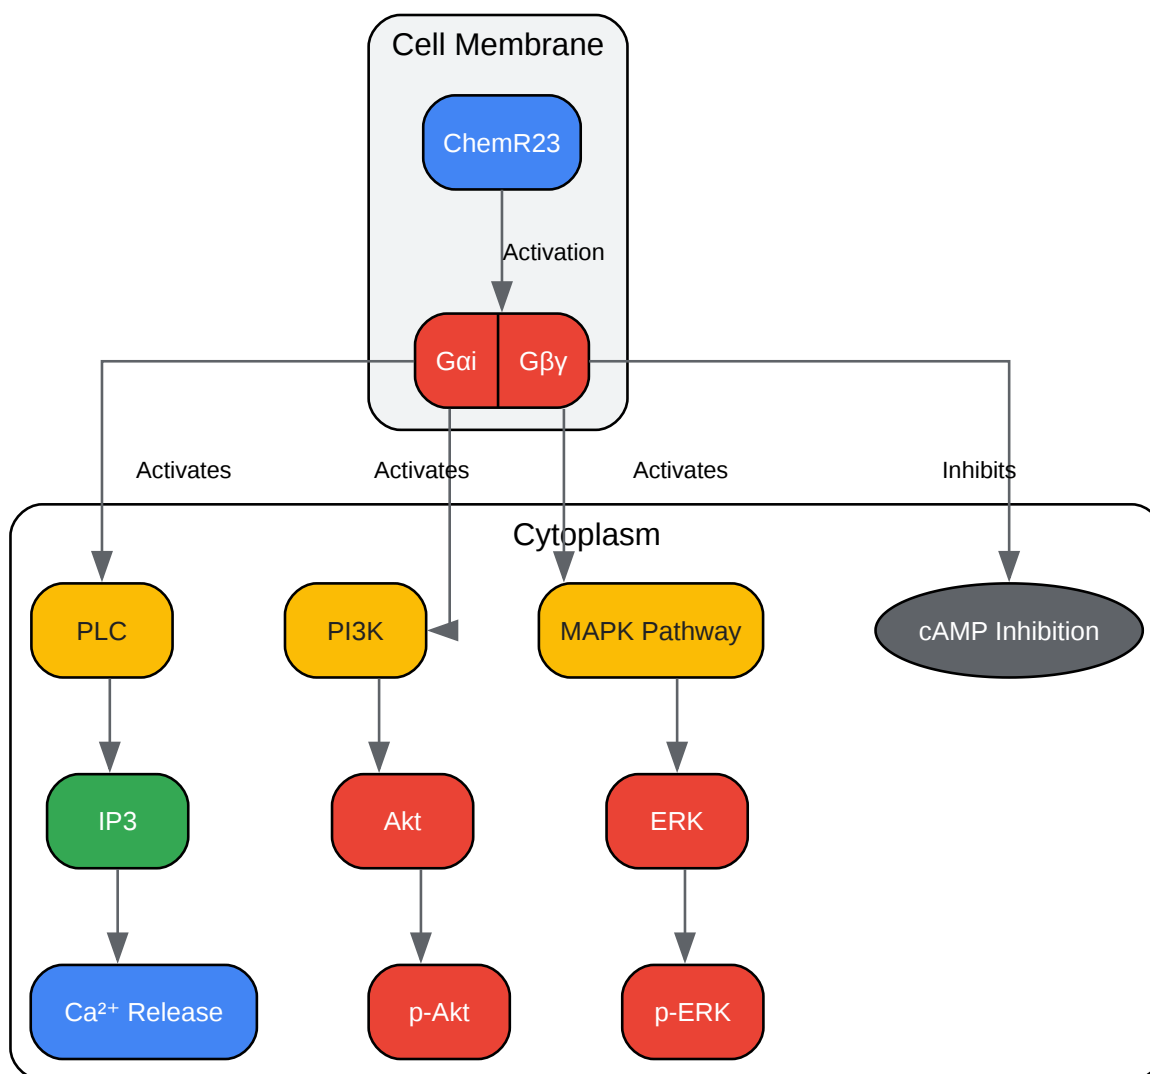 Cell Membrane
ChemR23
Activation
Gαi
Gβγ
Activates
Activates
Activates
Inhibits
Cytoplasm
PLC
PI3K
MAPK Pathway
cAMP Inhibition
IP3
Akt
ERK
Ca²⁺ Release
p-Akt
p-ERK